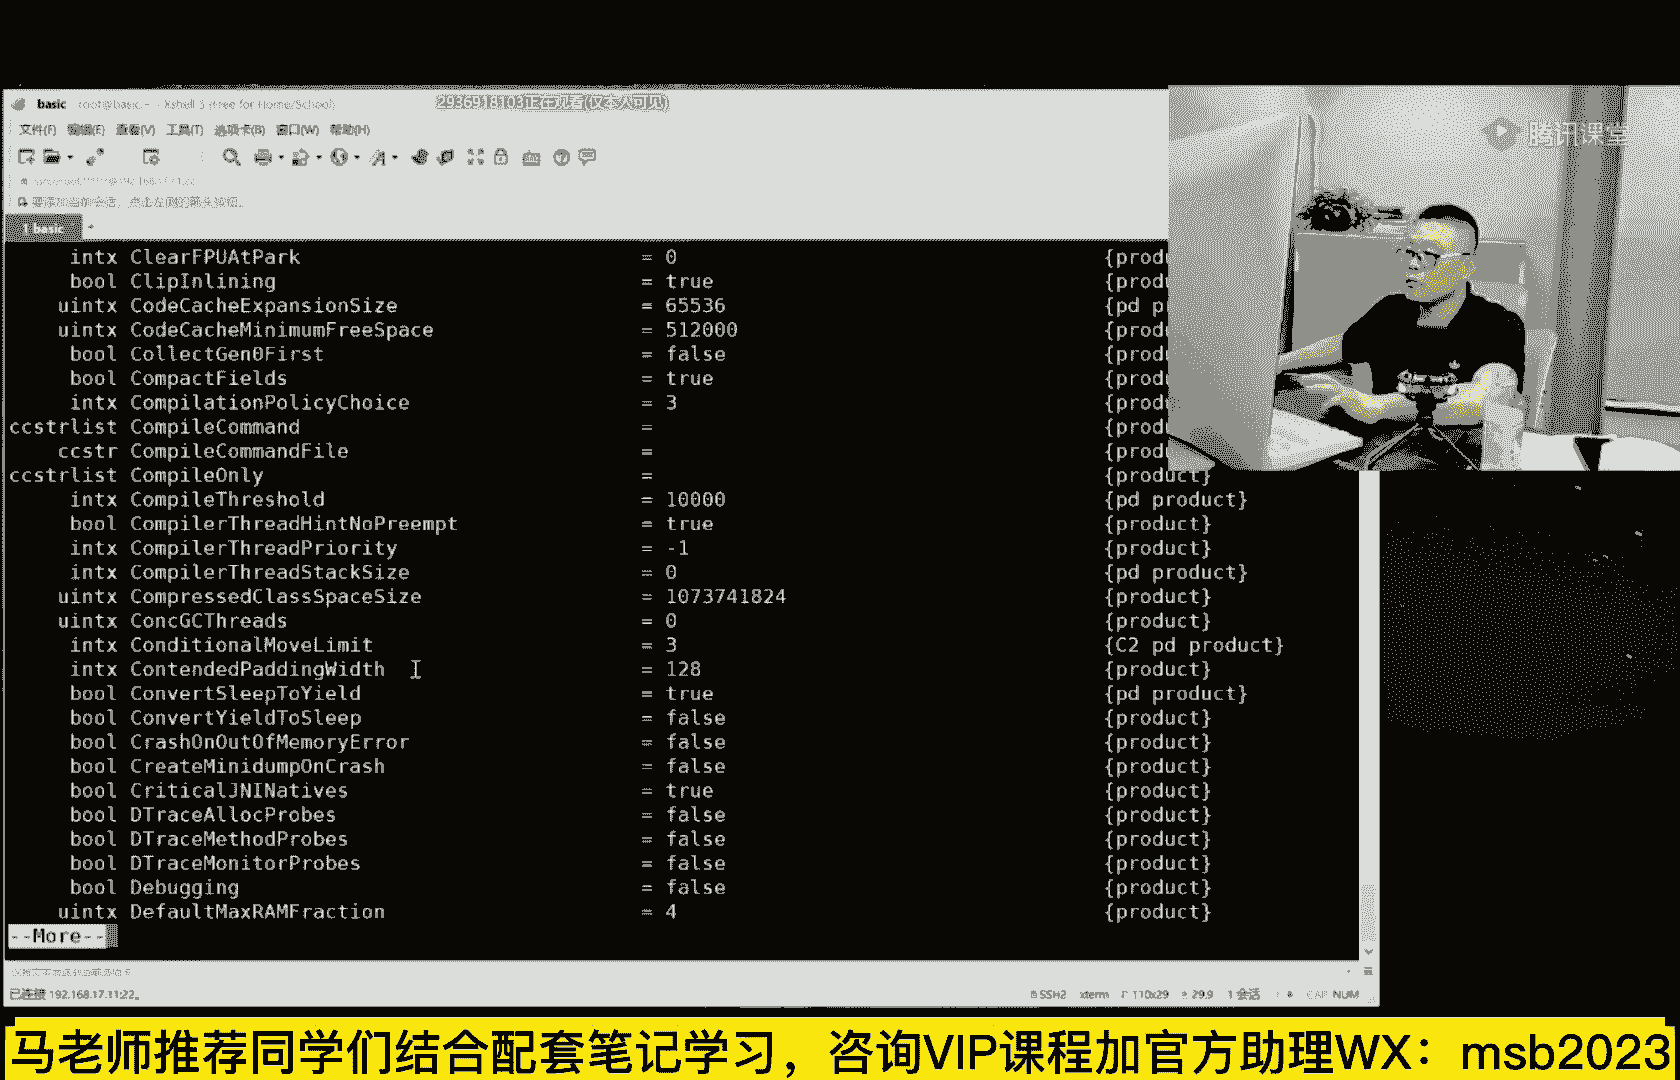 basic root@basic:~ - Xshell 5 (Free for Home/School)
2936918103正在观看(仅本人可见)
文件(F) 编辑(E) 查看(V) 工具(T) 选项卡(B) 窗口(W) 帮助(H)
腾讯课堂
要添加当前会话，点击左侧的箭头按钮。
1 basic
intx ClearFPUAtPark = 0 {prod
bool ClipInlining = true {prod
uintx CodeCacheExpansionSize = 65536 {pd p
uintx CodeCacheMinimumFreeSpace = 512000 {prod
bool CollectGen0First = false {prod
bool CompactFields = true {prod
intx CompilationPolicyChoice = 3 {prod
ccstrlist CompileCommand = {prod
ccstr CompileCommandFile = {prod
ccstrlist CompileOnly = {product}
intx CompileThreshold = 10000 {pd product}
bool CompilerThreadHintNoPreempt = true {product}
intx CompilerThreadPriority = -1 {product}
intx CompilerThreadStackSize = 0 {pd product}
uintx CompressedClassSpaceSize = 1073741824 {product}
uintx ConcGCThreads = 0 {product}
intx ConditionalMoveLimit = 3 {C2 pd product}
intx ContendedPaddingWidth = 128 {product}
bool ConvertSleepToYield = true {pd product}
bool ConvertYieldToSleep = false {product}
bool CrashOnOutOfMemoryError = false {product}
bool CreateMinidumpOnCrash = false {product}
bool CriticalJNINatives = true {product}
bool DTraceAllocProbes = false {product}
bool DTraceMethodProbes = false {product}
bool DTraceMonitorProbes = false {product}
bool Debugging = false {product}
uintx DefaultMaxRAMFraction = 4 {product}
--More--
已连接 192.168.17.11:22。 SSH2 xterm 110x29 29,9 1 会话 CAP NUM
马老师推荐同学们结合配套笔记学习，咨询VIP课程加官方助理WX：msb2023